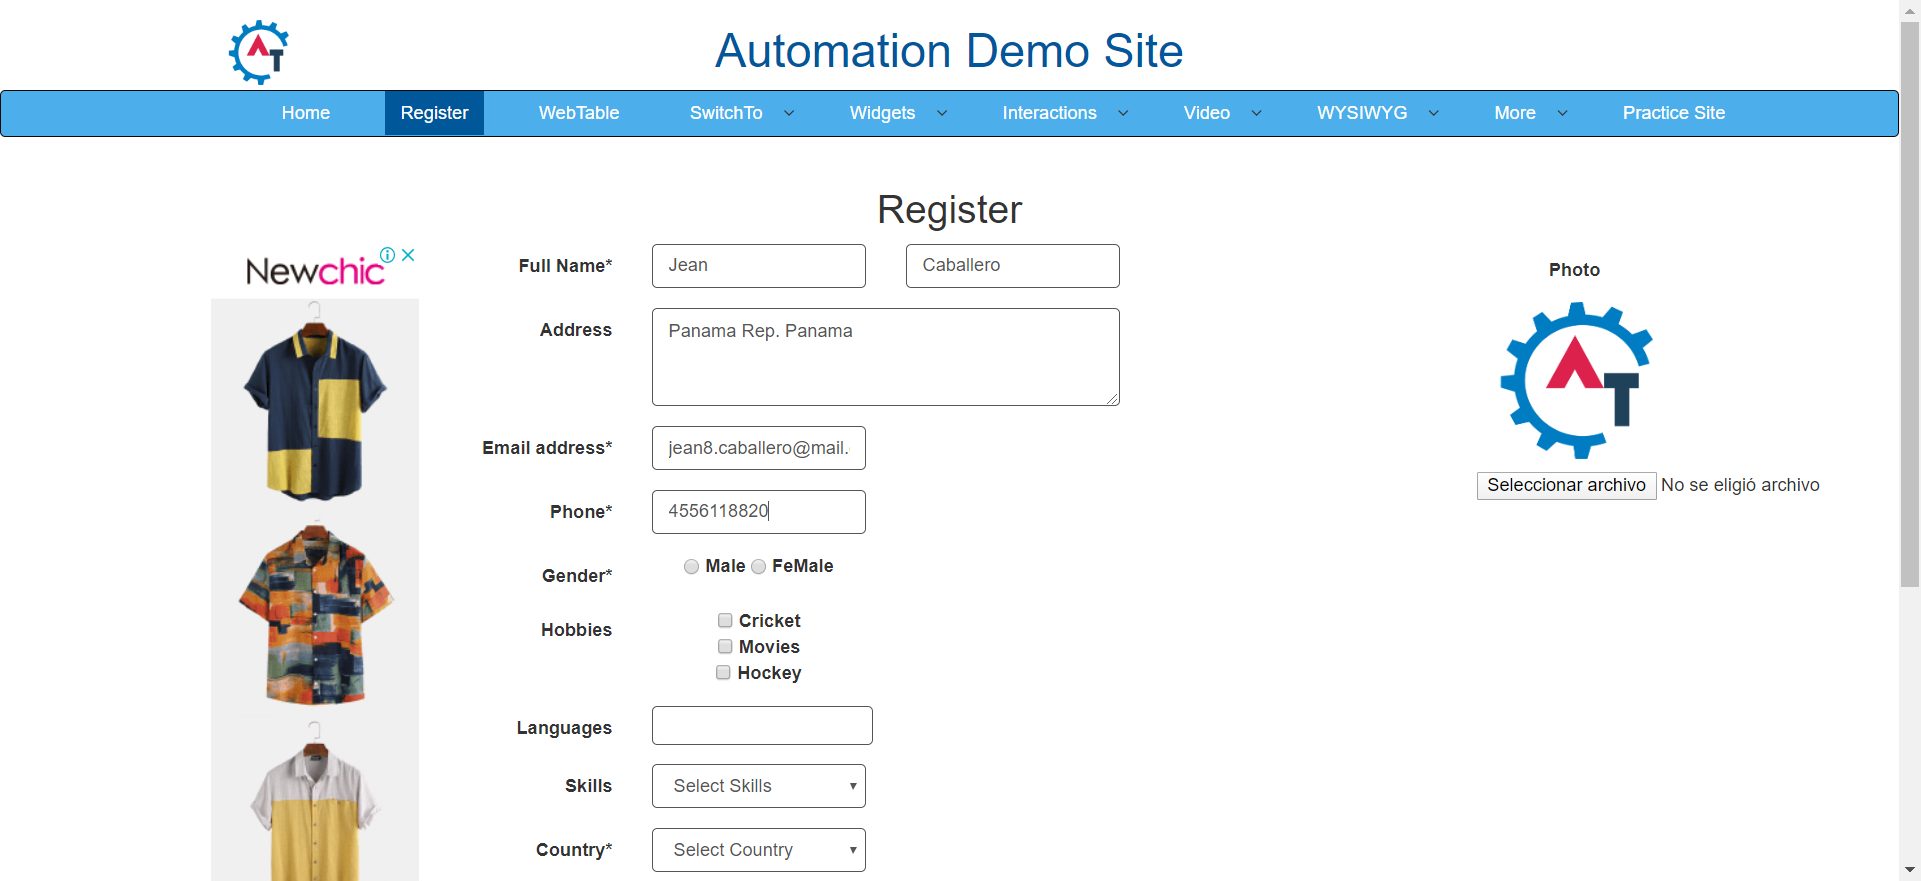 Automation Demo Site
Home Register WebTable SwitchTo Widgets Interactions Video WYSIWYG More Practice Site
Register
Newchic
Full Name* Jean Caballero
Address Panama Rep. Panama
Email address* jean8.caballero@mail.
Phone* 4556118820
Gender* Male FeMale
Hobbies Cricket
Movies
Hockey
Languages
Skills Select Skills
Country* Select Country
Photo
AT
Seleccionar archivo No se eligió archivo